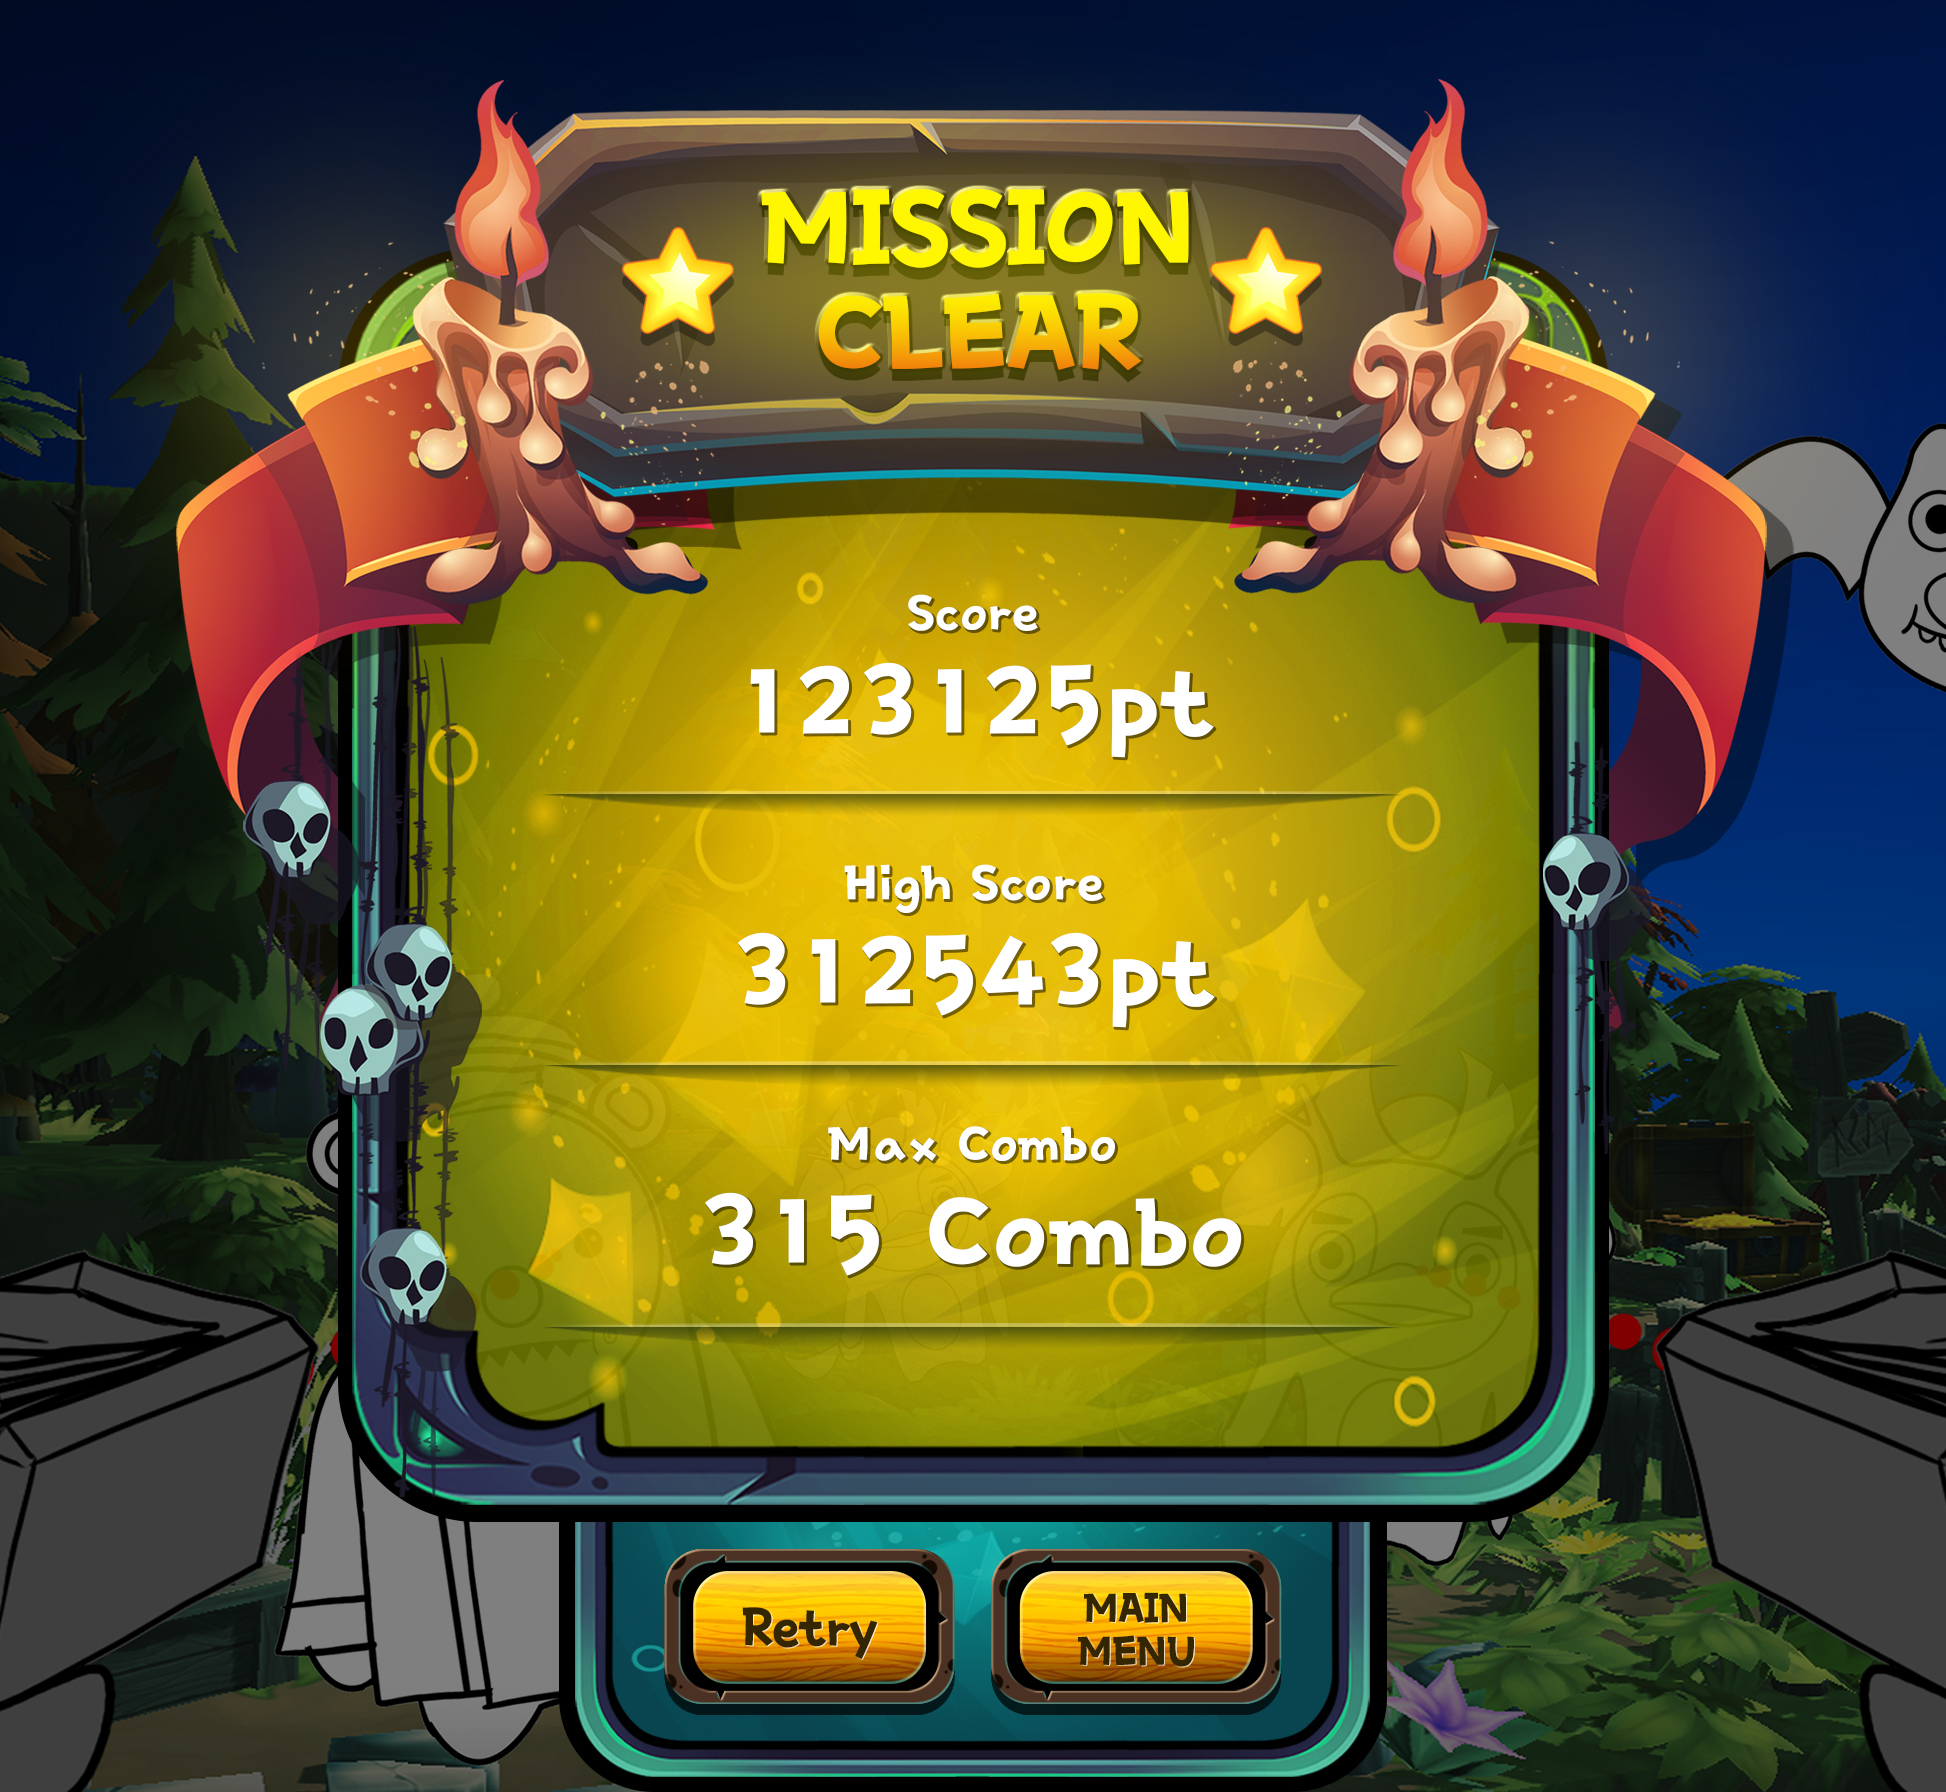 MISSION
CLEAR
Score
123125pt
High Score
312543pt
Max Combo
315 Combo
Retry
MAIN
MENU